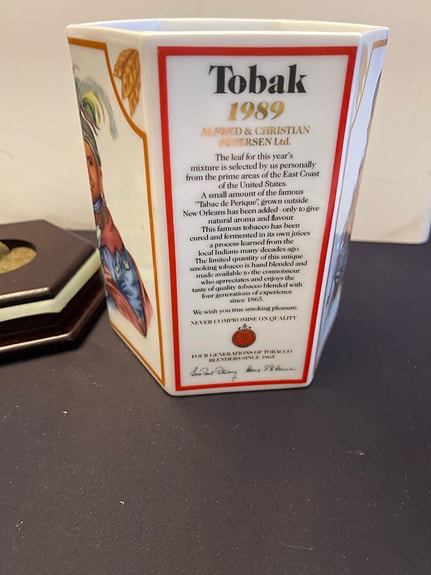 Tobak
1989
ALFRED & CHRISTIAN
PETERSEN Ltd.
The leaf for this year's
mixture is selected by us personally
from the prime areas of the East Coast
of the United States.
A small amount of the famous
"Tabac de Perique", grown outside
New Orleans has been added - only to give
natural aroma and flavour
This famous tobacco has been
cured and fermented in its own juices
a process learned from the
local Indians many decades ago.
The limited quantity of this unique
smoking tobacco is hand blended and
made available to the connoisseur
who appreciates and enjoys the
taste of quality tobacco blended with
four generations of experience
since 1865.
We wish you true smoking pleasure.
NEVER COMPROMISE ON QUALITY
FOUR GENERATIONS OF TOBACCO
BLENDERS SINCE 1865